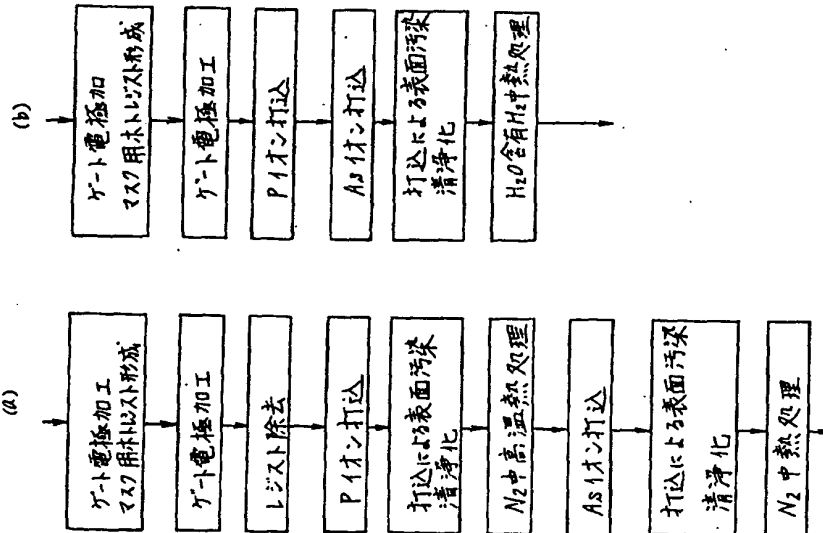 (a)
ゲート電極加工
マスク用ホトレジスト形成
ゲート電極加工
レジスト除去
Pイオン打込
打込による表面汚染
清浄化
N2中高温熱処理
Asイオン打込
打込による表面汚染
清浄化
N2中熱処理
(b)
ゲート電極加
マスク用ホトレジスト形成
ゲート電極加工
Pイオン打込
Asイオン打込
打込による表面汚染
清浄化
H2O含有H2中熱処理